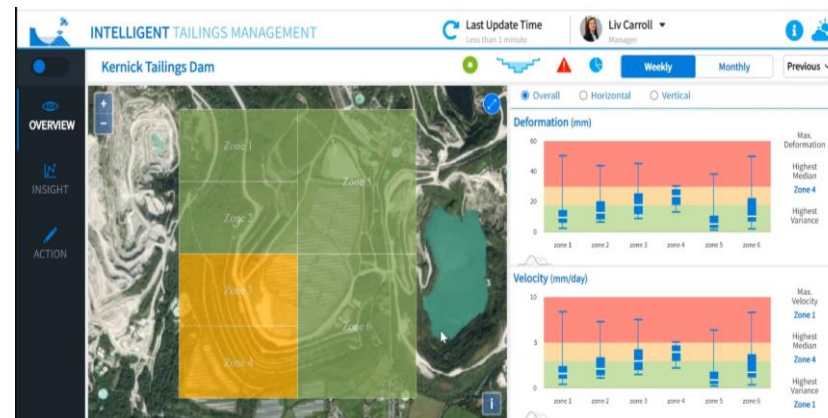 INTELLIGENT TAILINGS MANAGEMENT
Last Update Time
Less than 1 minute
Liv Carroll
Manager
Kernick Tailings Dam
Weekly
Monthly
Previous
OVERVIEW
INSIGHT
ACTION
+
−
Zone 1
Zone 2
Zone 3
Zone 4
Zone 5
Zone 6
i
Overall
Horizontal
Vertical
Deformation (mm)
60
40
20
0
zone 1
zone 2
zone 3
zone 4
zone 5
zone 6
Max.
Deformation
Highest
Median
Zone 4
Highest
Variance
Velocity (mm/day)
10
5
0
zone 1
zone 2
zone 3
zone 4
zone 5
zone 6
Max.
Velocity
Zone 1
Highest
Median
Zone 4
Highest
Variance
Zone 1